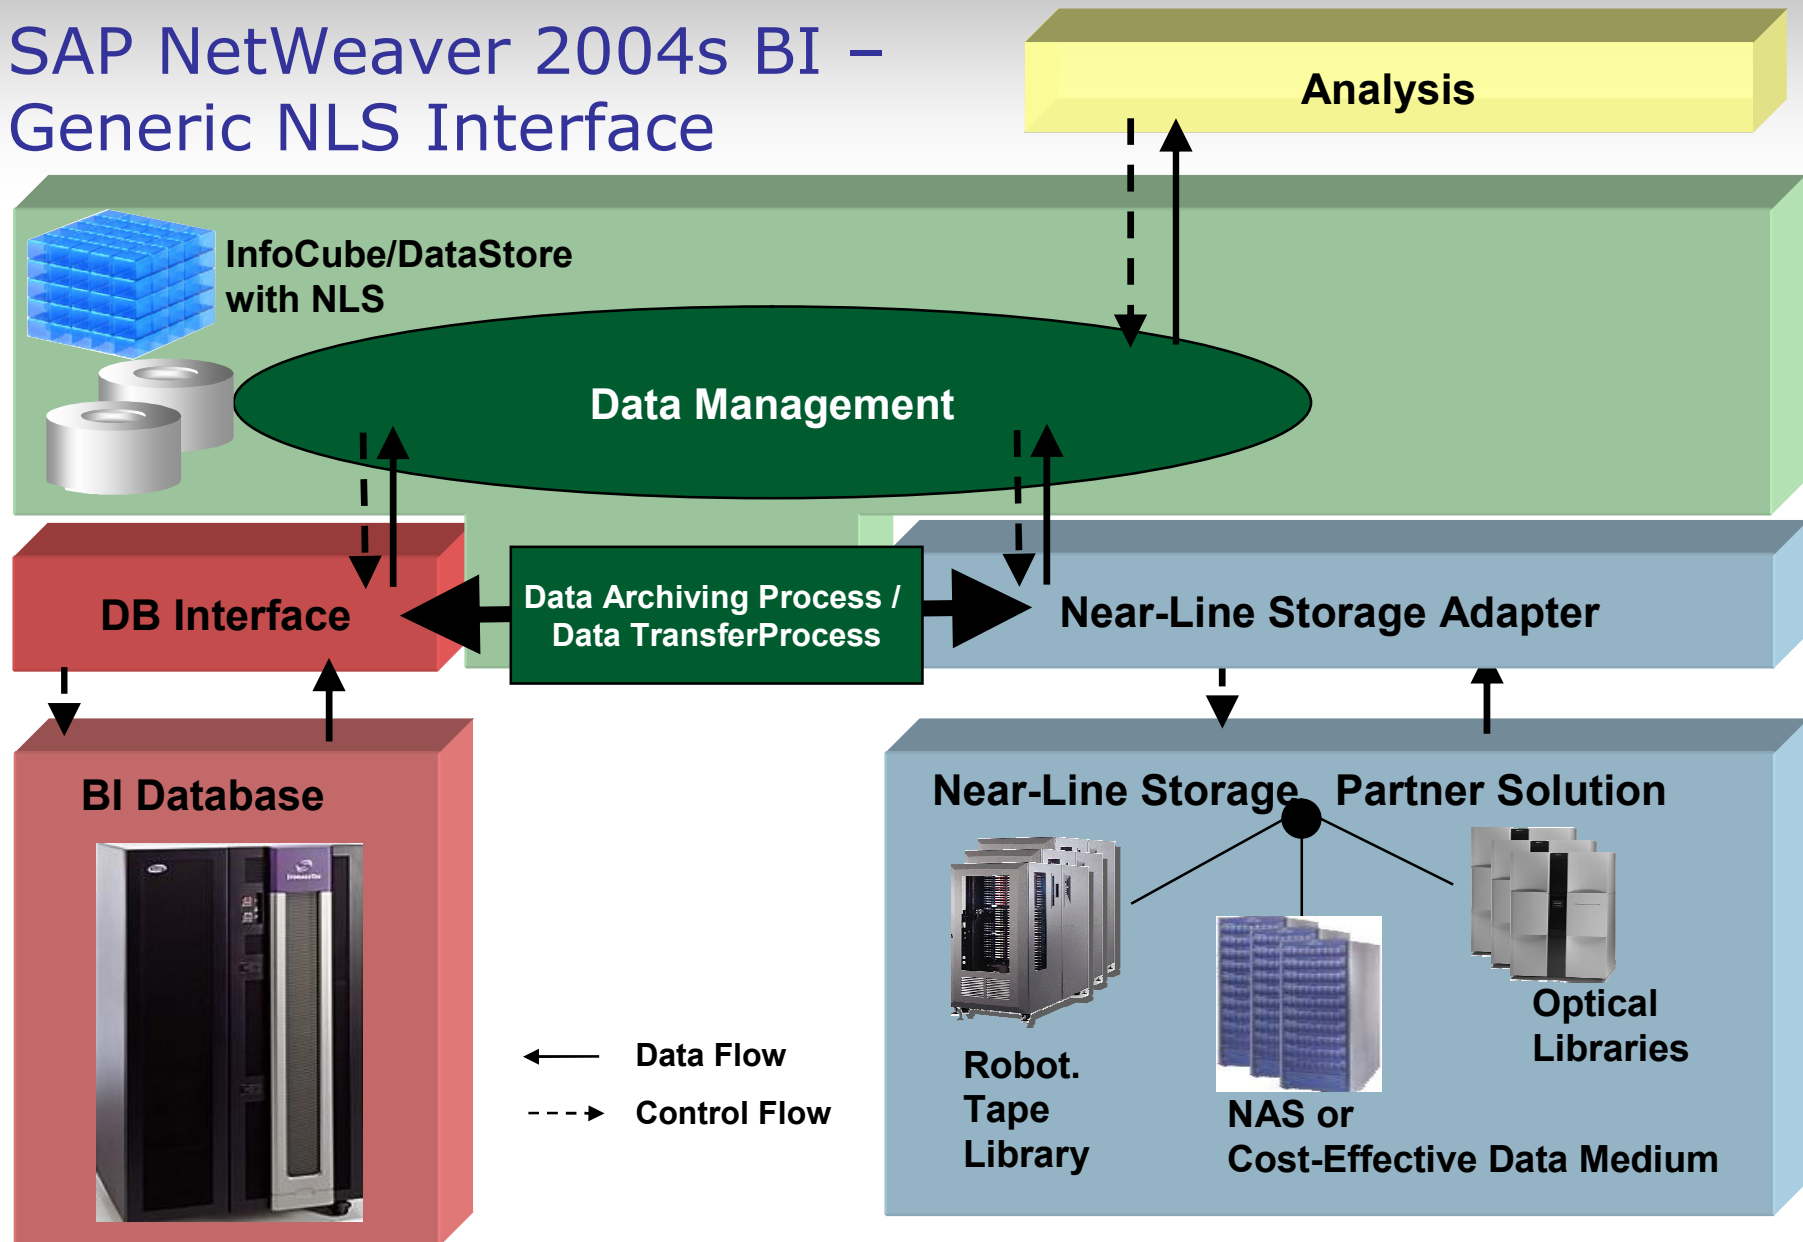 SAP NetWeaver 2004s BI –
Generic NLS Interface
Analysis
InfoCube/DataStore
with NLS
Data Management
DB Interface
Data Archiving Process /
Data TransferProcess
Near-Line Storage Adapter
BI Database
Near-Line Storage Partner Solution
Optical
Libraries
Robot.
Tape
Library
NAS or
Cost-Effective Data Medium
Data Flow
Control Flow